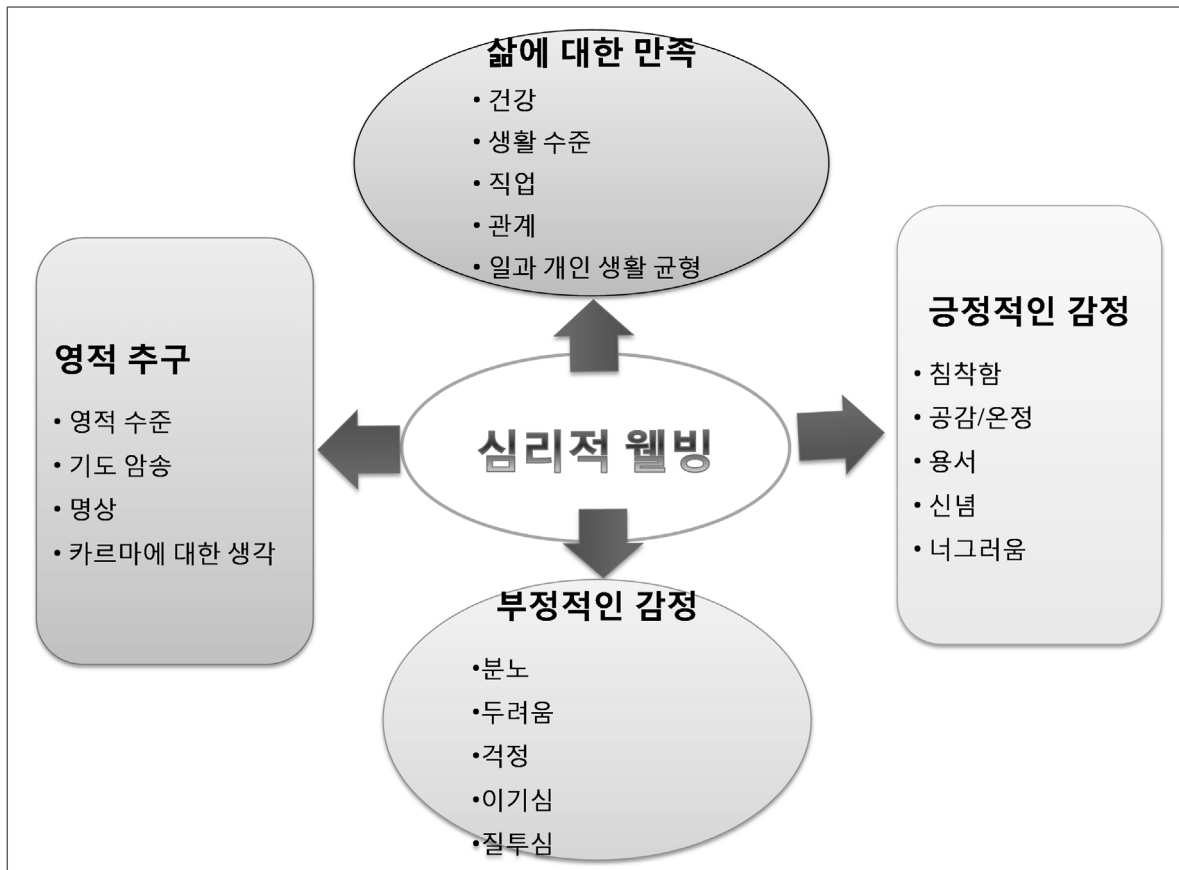 삶에 대한 만족
• 건강
• 생활 수준
• 직업
• 관계
• 일과 개인 생활 균형
영적 추구
• 영적 수준
• 기도 암송
• 명상
• 카르마에 대한 생각
심리적 웰빙
긍정적인 감정
• 침착함
• 공감/온정
• 용서
• 신념
• 너그러움
부정적인 감정
•분노
•두려움
•걱정
•이기심
•질투심